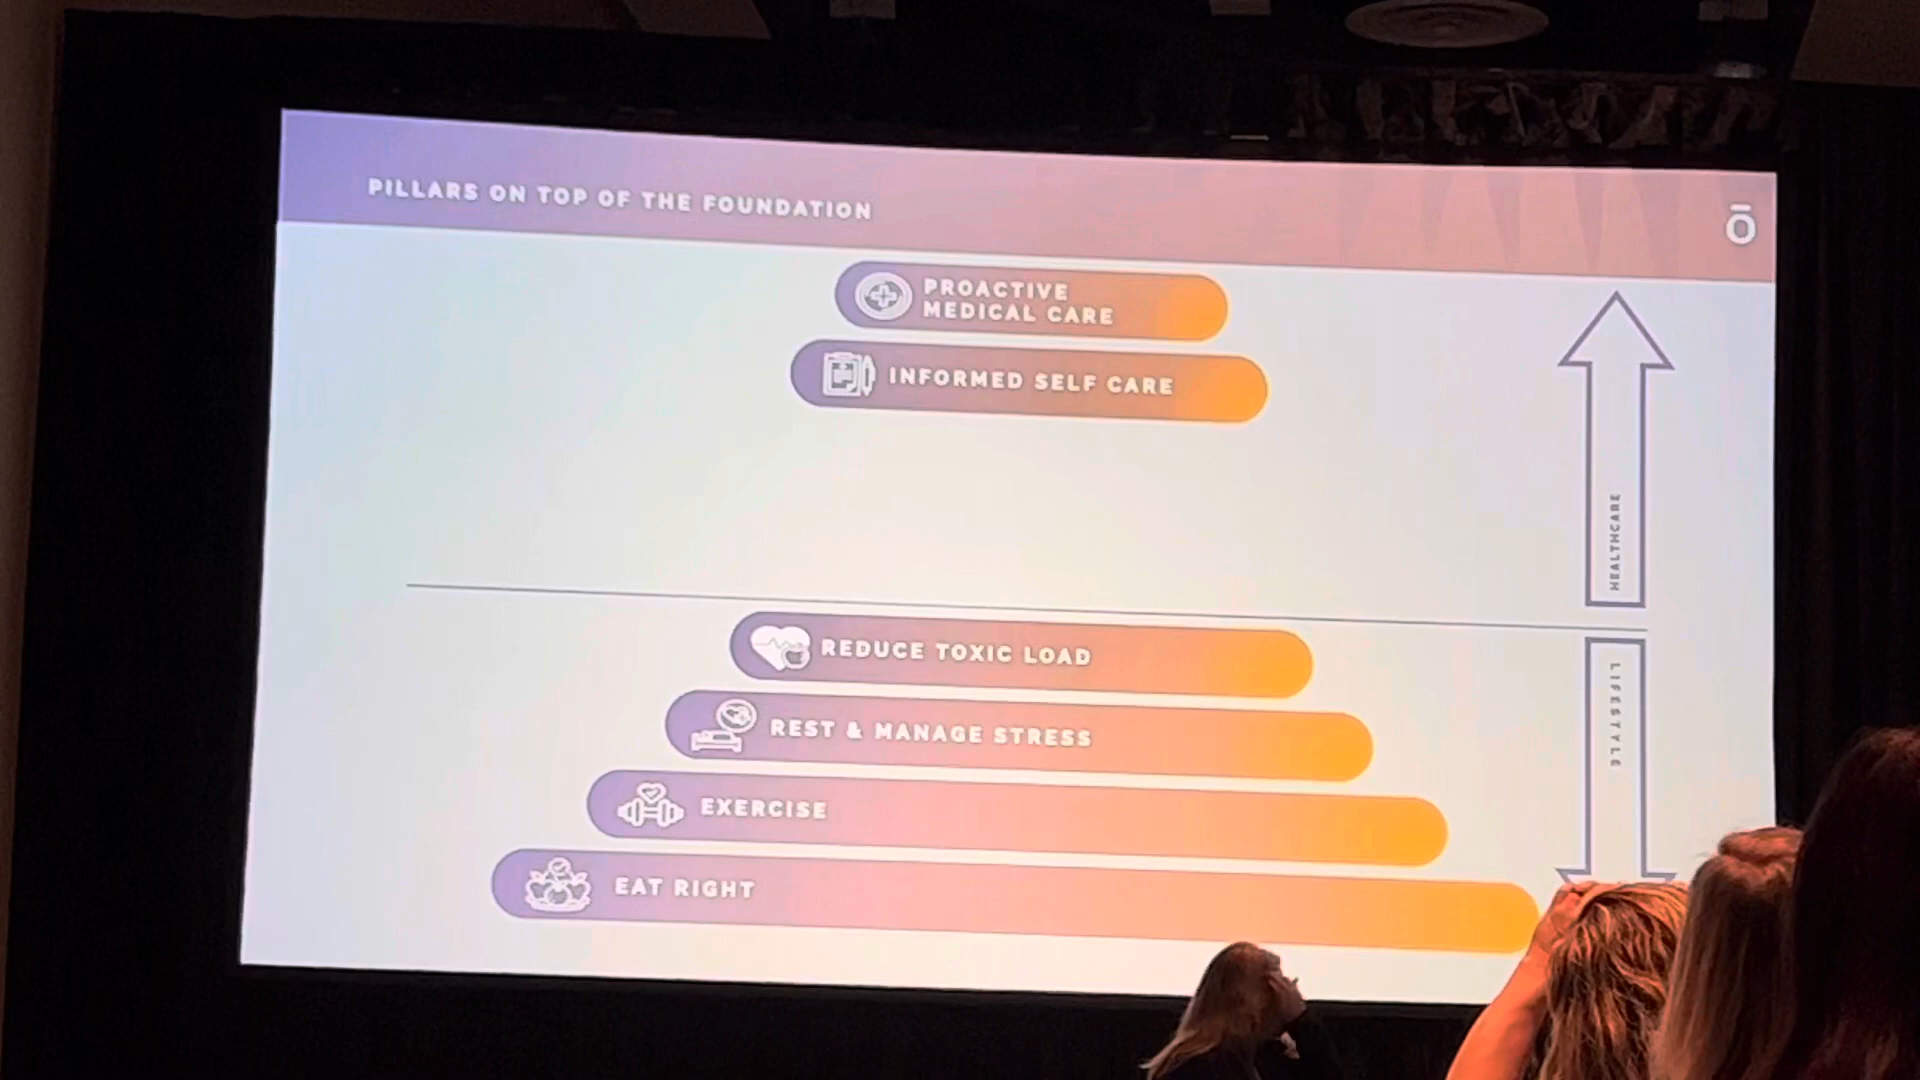 PILLARS ON TOP OF THE FOUNDATION
ō
PROACTIVE
MEDICAL CARE
INFORMED SELF CARE
HEALTHCARE
REDUCE TOXIC LOAD
LIFESTYLE
REST & MANAGE STRESS
EXERCISE
EAT RIGHT